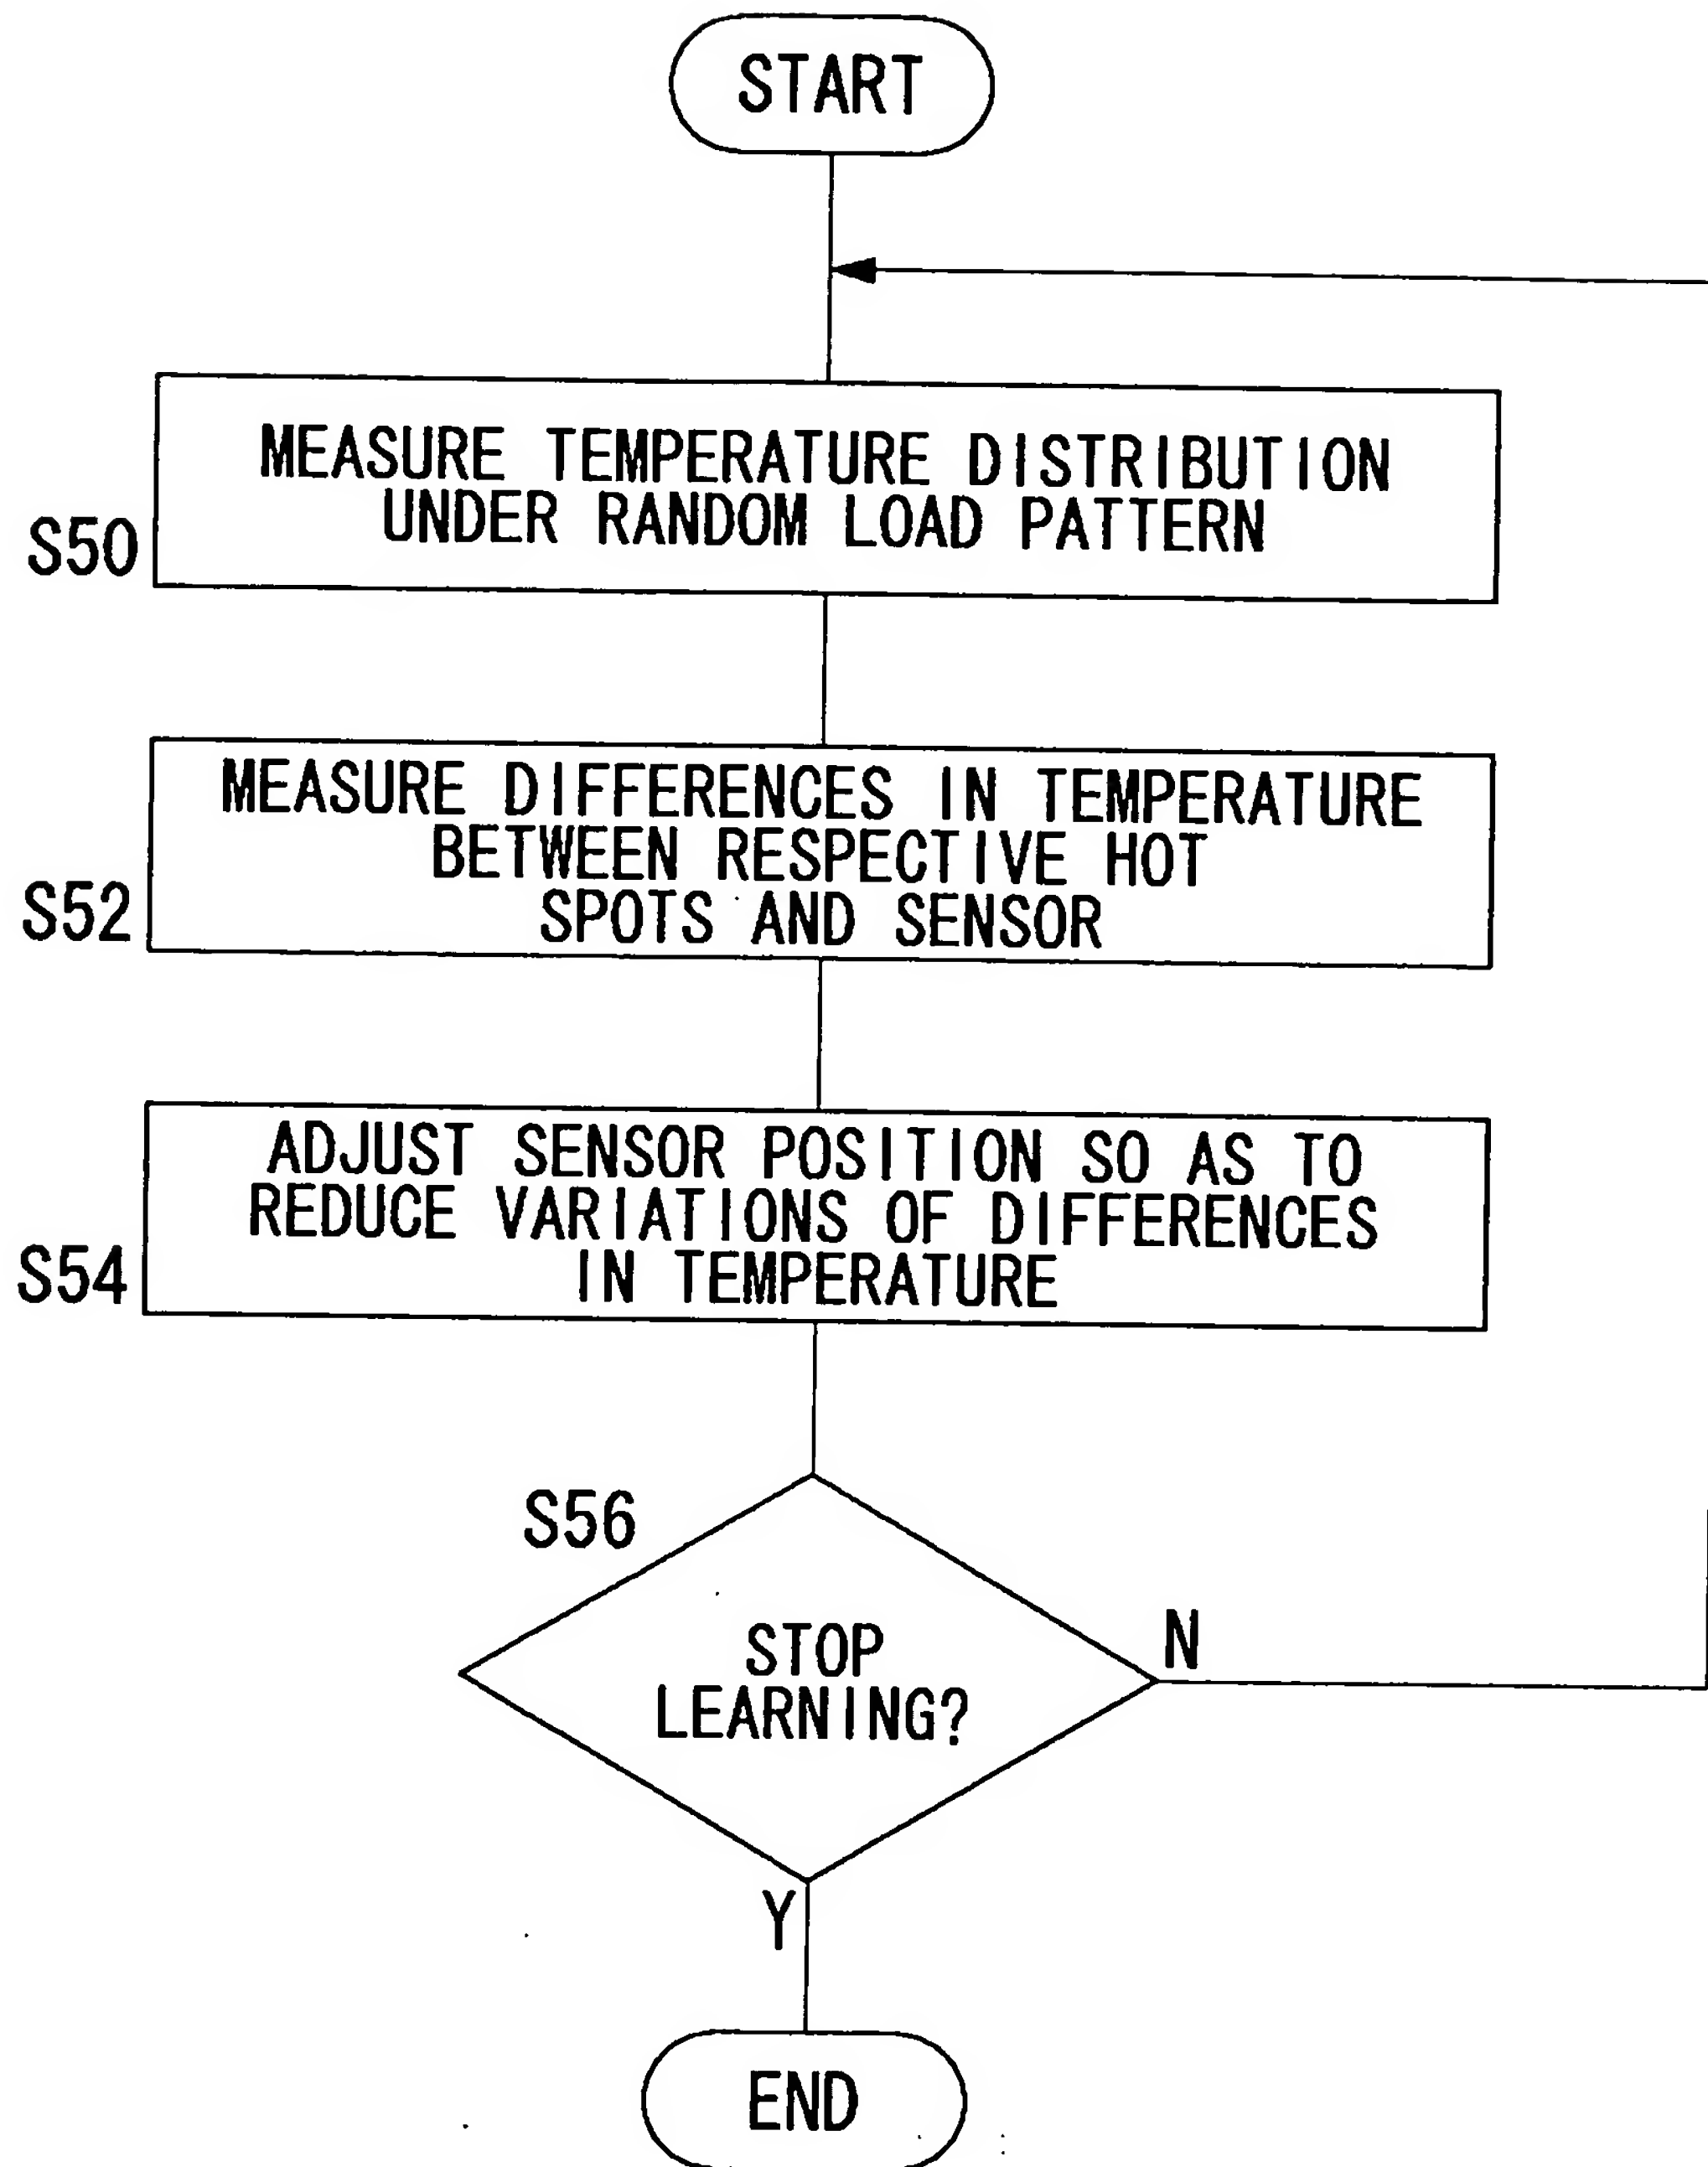 START
MEASURE TEMPERATURE DISTRIBUTION
UNDER RANDOM LOAD PATTERN
S50
MEASURE DIFFERENCES IN TEMPERATURE
BETWEEN RESPECTIVE HOT
SPOTS AND SENSOR
S52
ADJUST SENSOR POSITION SO AS TO
REDUCE VARIATIONS OF DIFFERENCES
IN TEMPERATURE
S54
S56
STOP
LEARNING?
N
Y
END